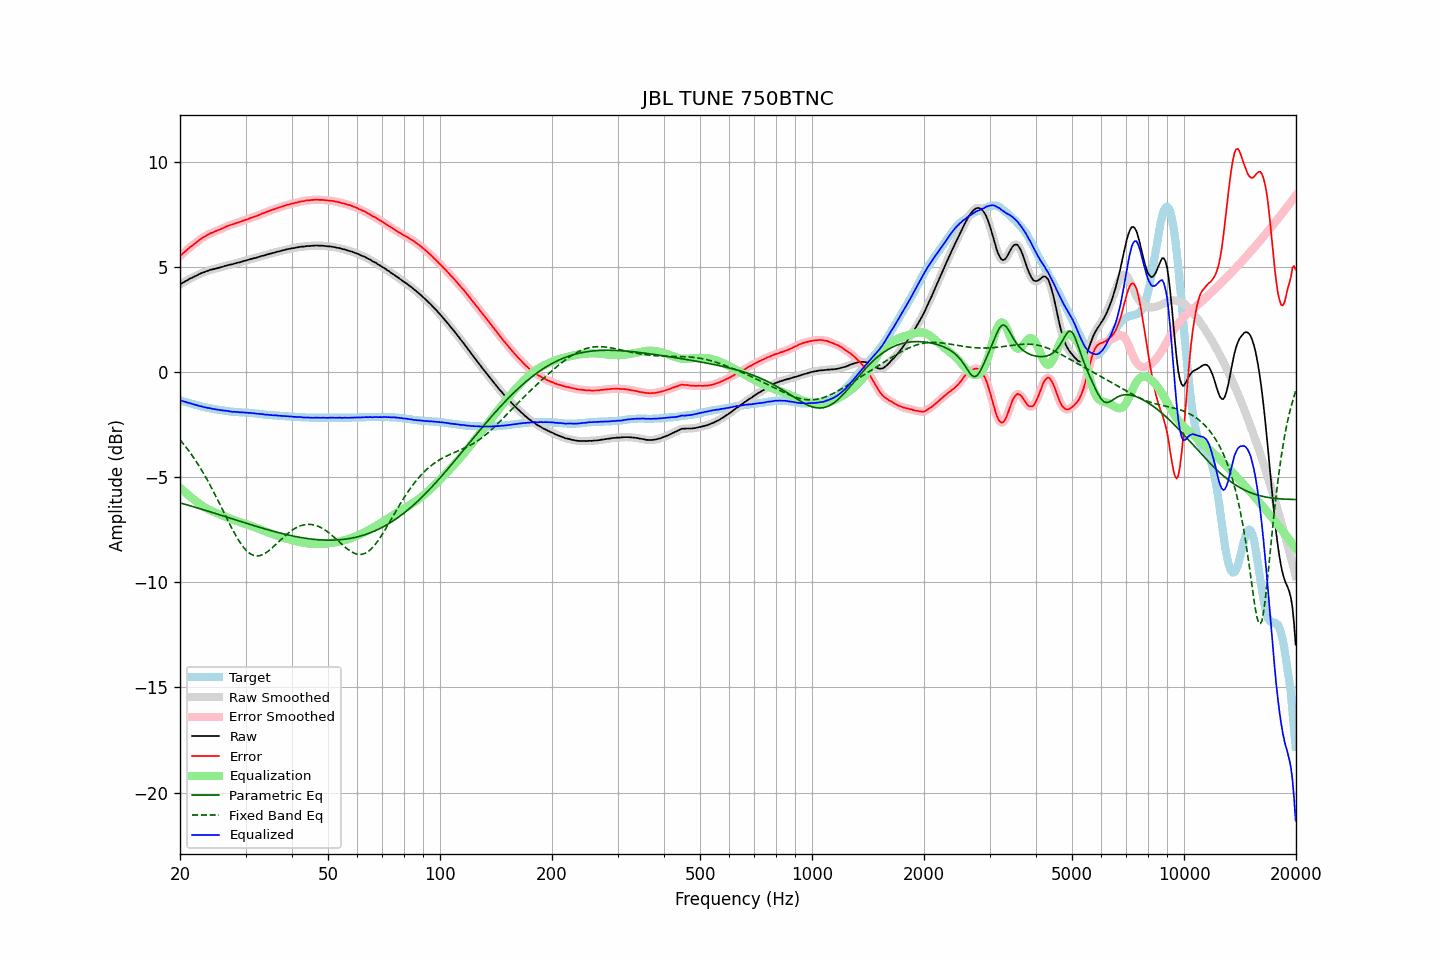 JBL TUNE 750BTNC
Amplitude (dBr)
10
5
0
−5
−10
−15
−20
Target
Raw Smoothed
Error Smoothed
Raw
Error
Equalization
Parametric Eq
Fixed Band Eq
Equalized
20 50 100 200 500 1000 2000 5000 10000 20000
Frequency (Hz)